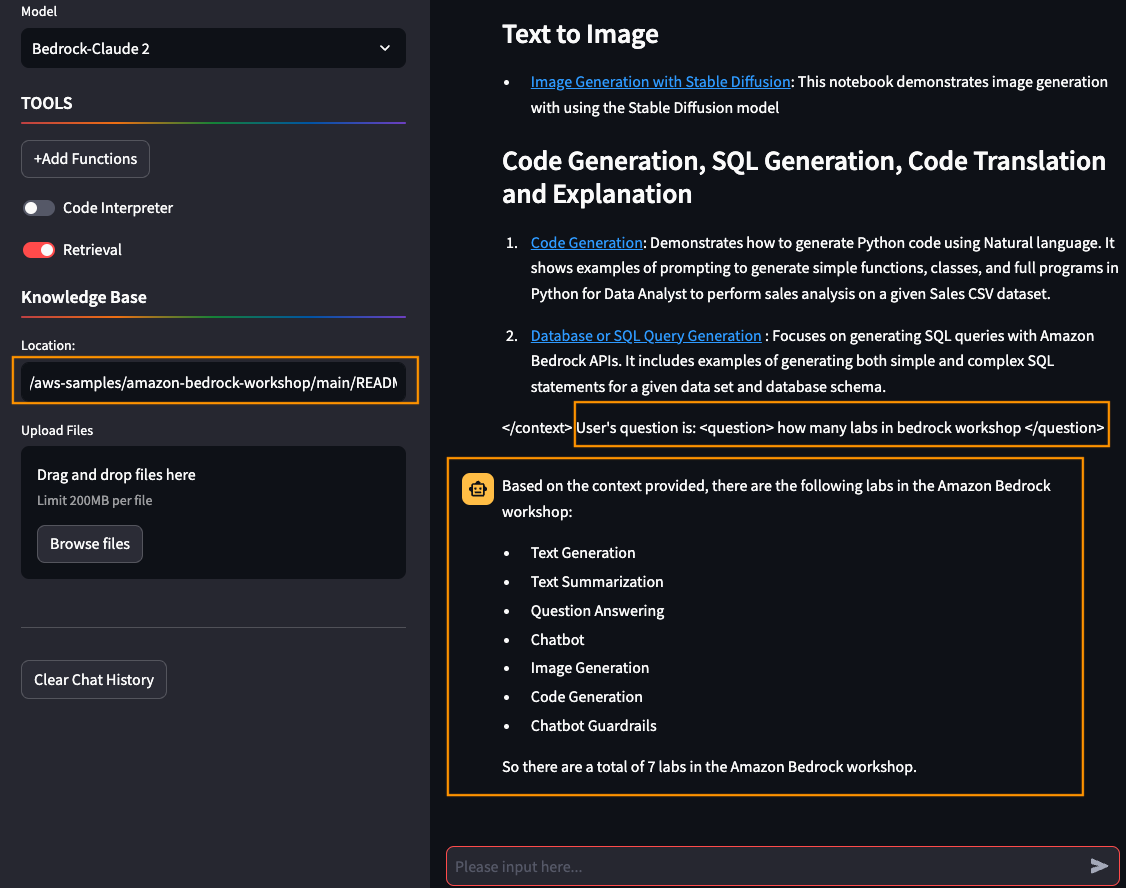 Model
Bedrock-Claude 2
TOOLS
+Add Functions
Code Interpreter
Retrieval
Knowledge Base
Location:
/aws-samples/amazon-bedrock-workshop/main/READM
Upload Files
Drag and drop files here
Limit 200MB per file
Browse files
Clear Chat History
Text to Image
• Image Generation with Stable Diffusion: This notebook demonstrates image generation
with using the Stable Diffusion model
Code Generation, SQL Generation, Code Translation
and Explanation
1. Code Generation: Demonstrates how to generate Python code using Natural language. It
shows examples of prompting to generate simple functions, classes, and full programs in
Python for Data Analyst to perform sales analysis on a given Sales CSV dataset.
2. Database or SQL Query Generation : Focuses on generating SQL queries with Amazon
Bedrock APIs. It includes examples of generating both simple and complex SQL
statements for a given data set and database schema.
</context> User's question is: <question> how many labs in bedrock workshop </question>
Based on the context provided, there are the following labs in the Amazon Bedrock
workshop:
• Text Generation
• Text Summarization
• Question Answering
• Chatbot
• Image Generation
• Code Generation
• Chatbot Guardrails
So there are a total of 7 labs in the Amazon Bedrock workshop.
Please input here...